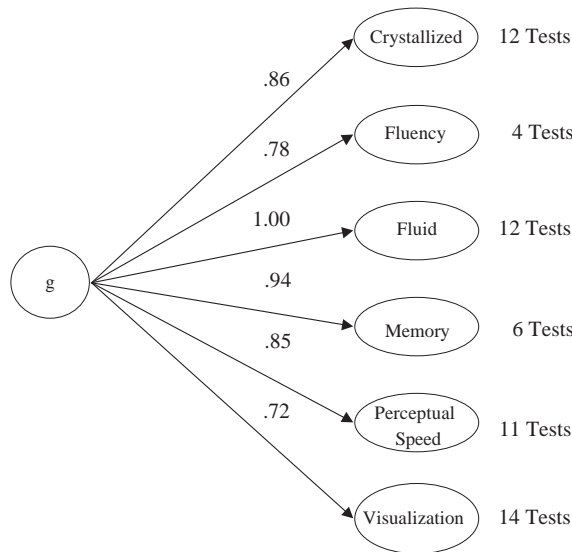 Crystallized 12 Tests
.86
Fluency 4 Tests
.78
1.00
Fluid 12 Tests
g
.94
Memory 6 Tests
.85
Perceptual
Speed 11 Tests
.72
Visualization 14 Tests